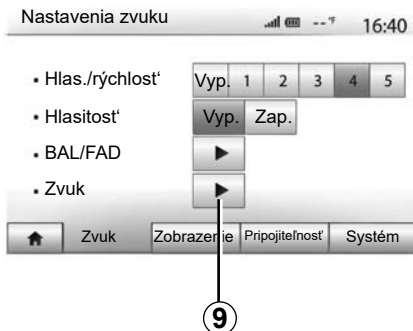 Nastavenia zvuku -- °F 16:40
• Hlas./rýchlosť Vyp. 1 2 3 4 5
• Hlasitosť Vyp. Zap.
• BAL/FAD
• Zvuk
Zvuk Zobrazenie Pripojiteľnosť Systém
9